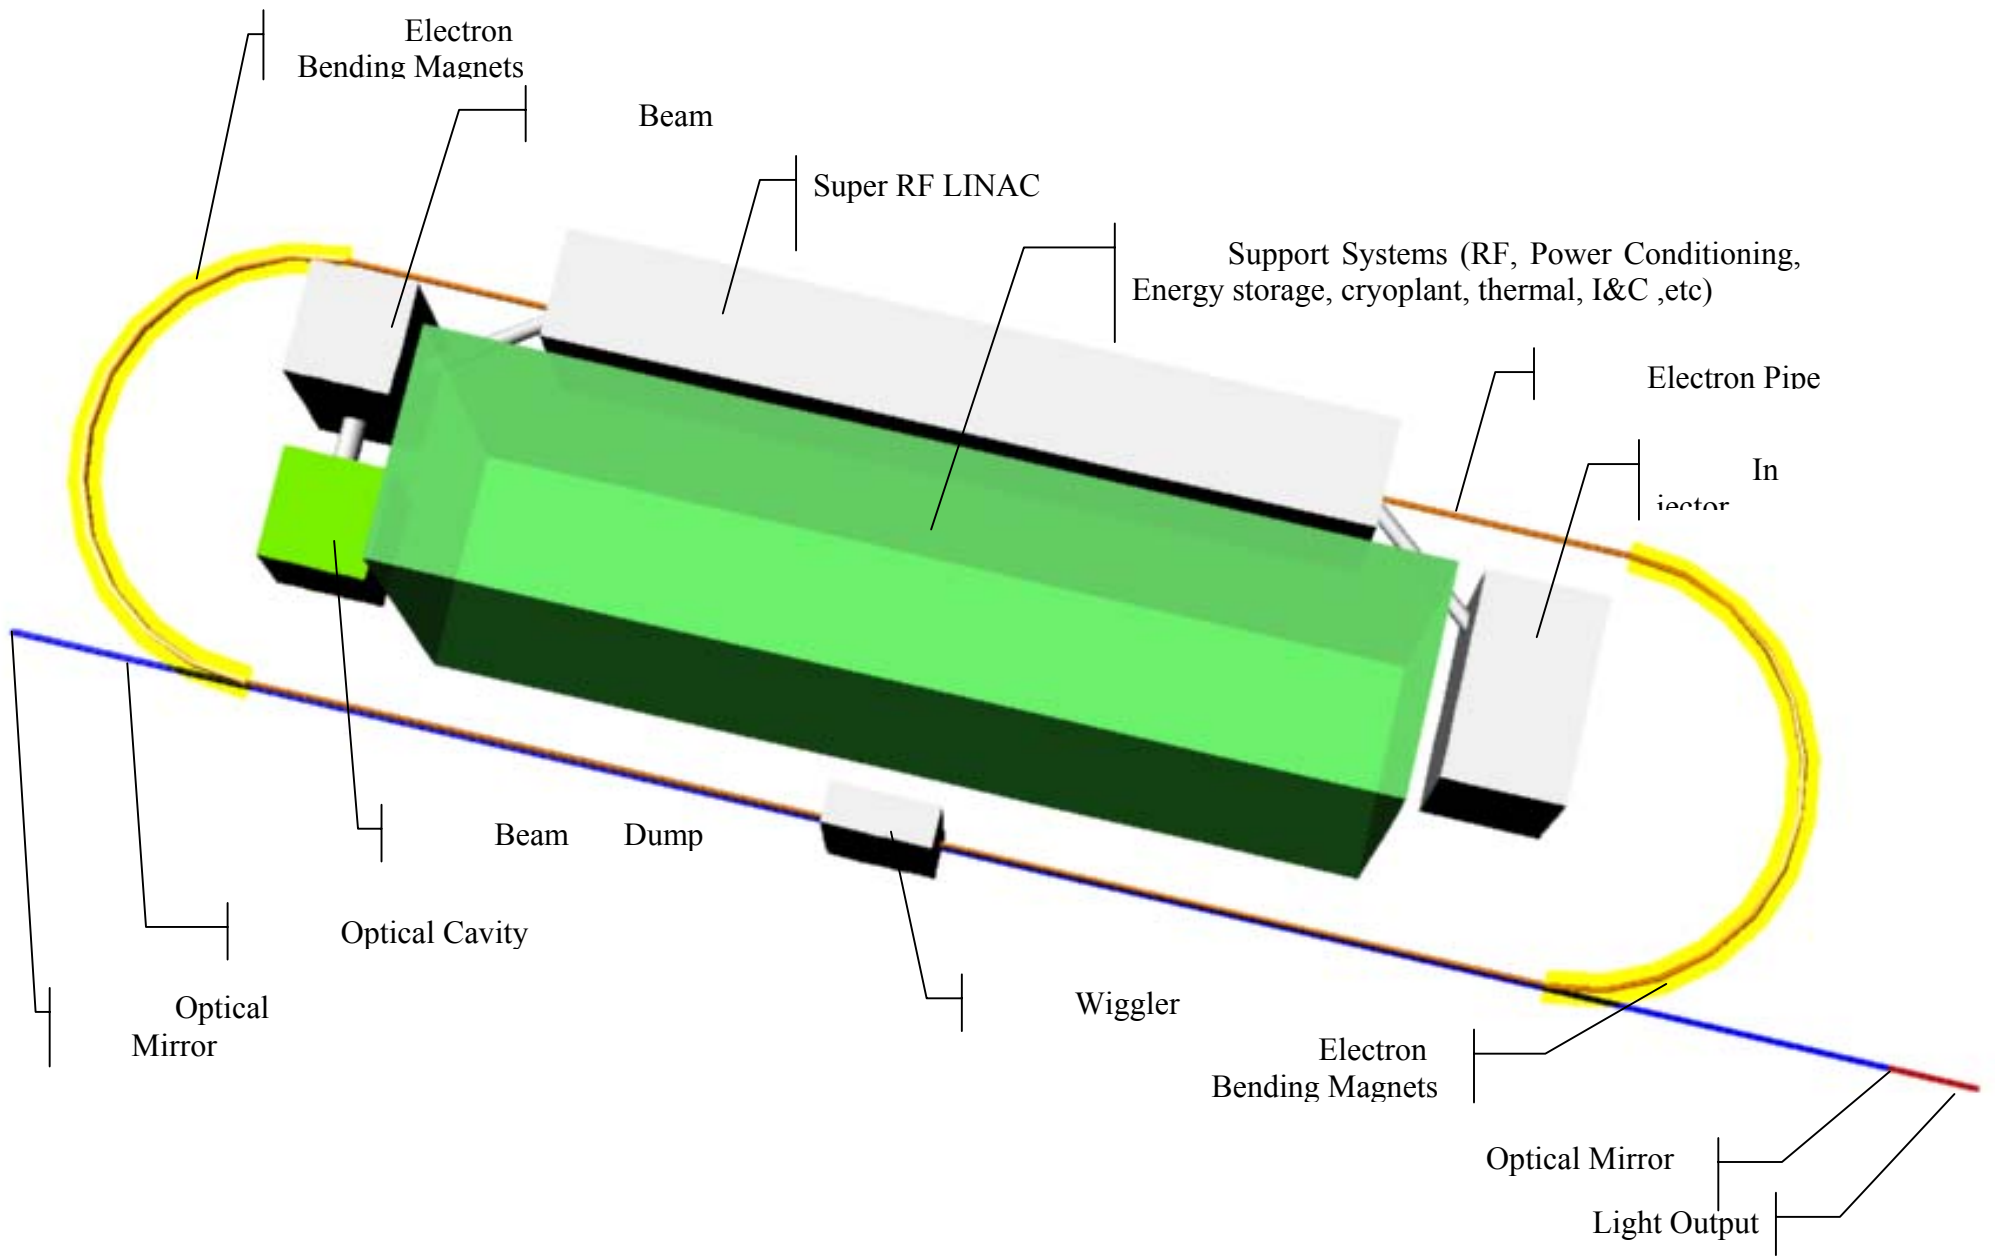 Electron
Bending Magnets
Beam
Super RF LINAC
Support Systems (RF, Power Conditioning,
Energy storage, cryoplant, thermal, I&C ,etc)
Electron Pipe
In
jector
Beam Dump
Optical Cavity
Optical
Mirror
Wiggler
Electron
Bending Magnets
Optical Mirror
Light Output